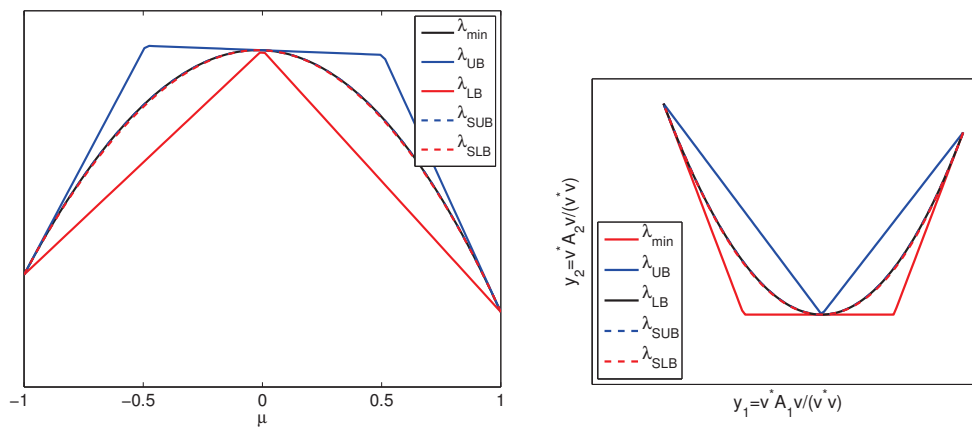 λmin
λUB
λLB
λSUB
λSLB
−1
−0.5
0
0.5
1
μ
y2=v*A2v/(v*v)
λmin
λUB
λLB
λSUB
λSLB
y1=v*A1v/(v*v)